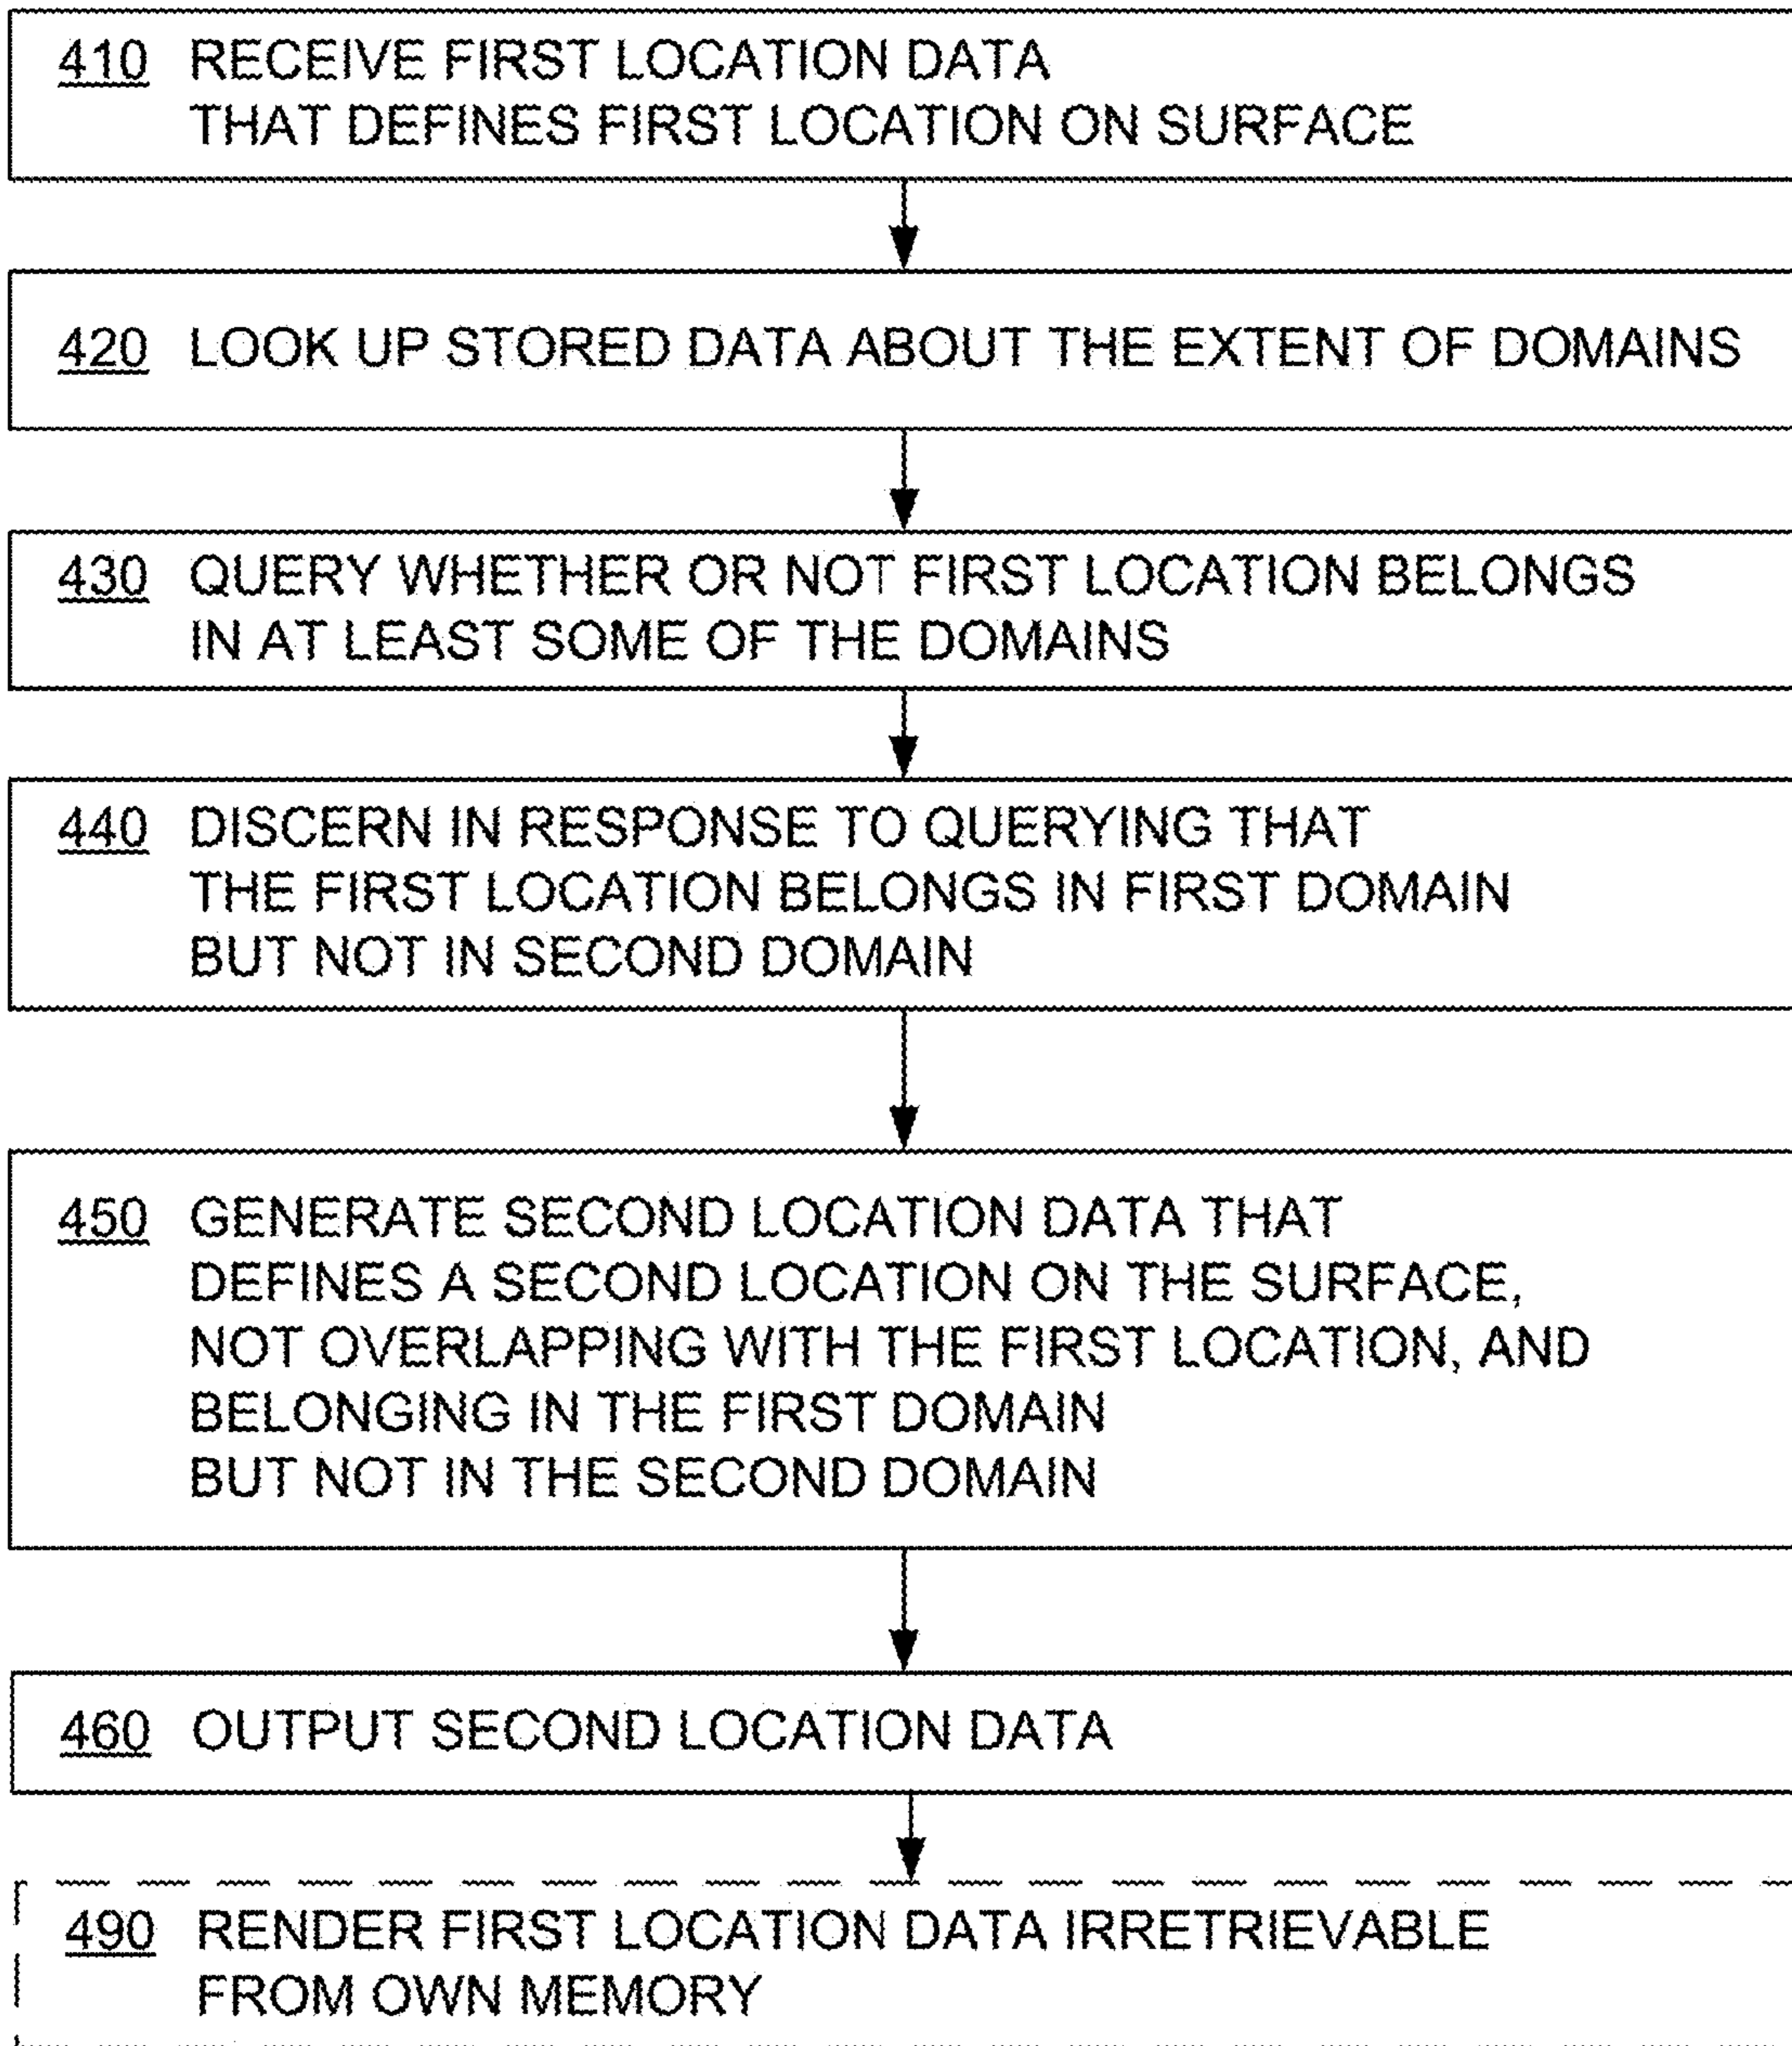 410 RECEIVE FIRST LOCATION DATA
THAT DEFINES FIRST LOCATION ON SURFACE
420 LOOK UP STORED DATA ABOUT THE EXTENT OF DOMAINS
430 QUERY WHETHER OR NOT FIRST LOCATION BELONGS
IN AT LEAST SOME OF THE DOMAINS
440 DISCERN IN RESPONSE TO QUERYING THAT
THE FIRST LOCATION BELONGS IN FIRST DOMAIN
BUT NOT IN SECOND DOMAIN
450 GENERATE SECOND LOCATION DATA THAT
DEFINES A SECOND LOCATION ON THE SURFACE,
NOT OVERLAPPING WITH THE FIRST LOCATION, AND
BELONGING IN THE FIRST DOMAIN
BUT NOT IN THE SECOND DOMAIN
460 OUTPUT SECOND LOCATION DATA
490 RENDER FIRST LOCATION DATA IRRETRIEVABLE
FROM OWN MEMORY